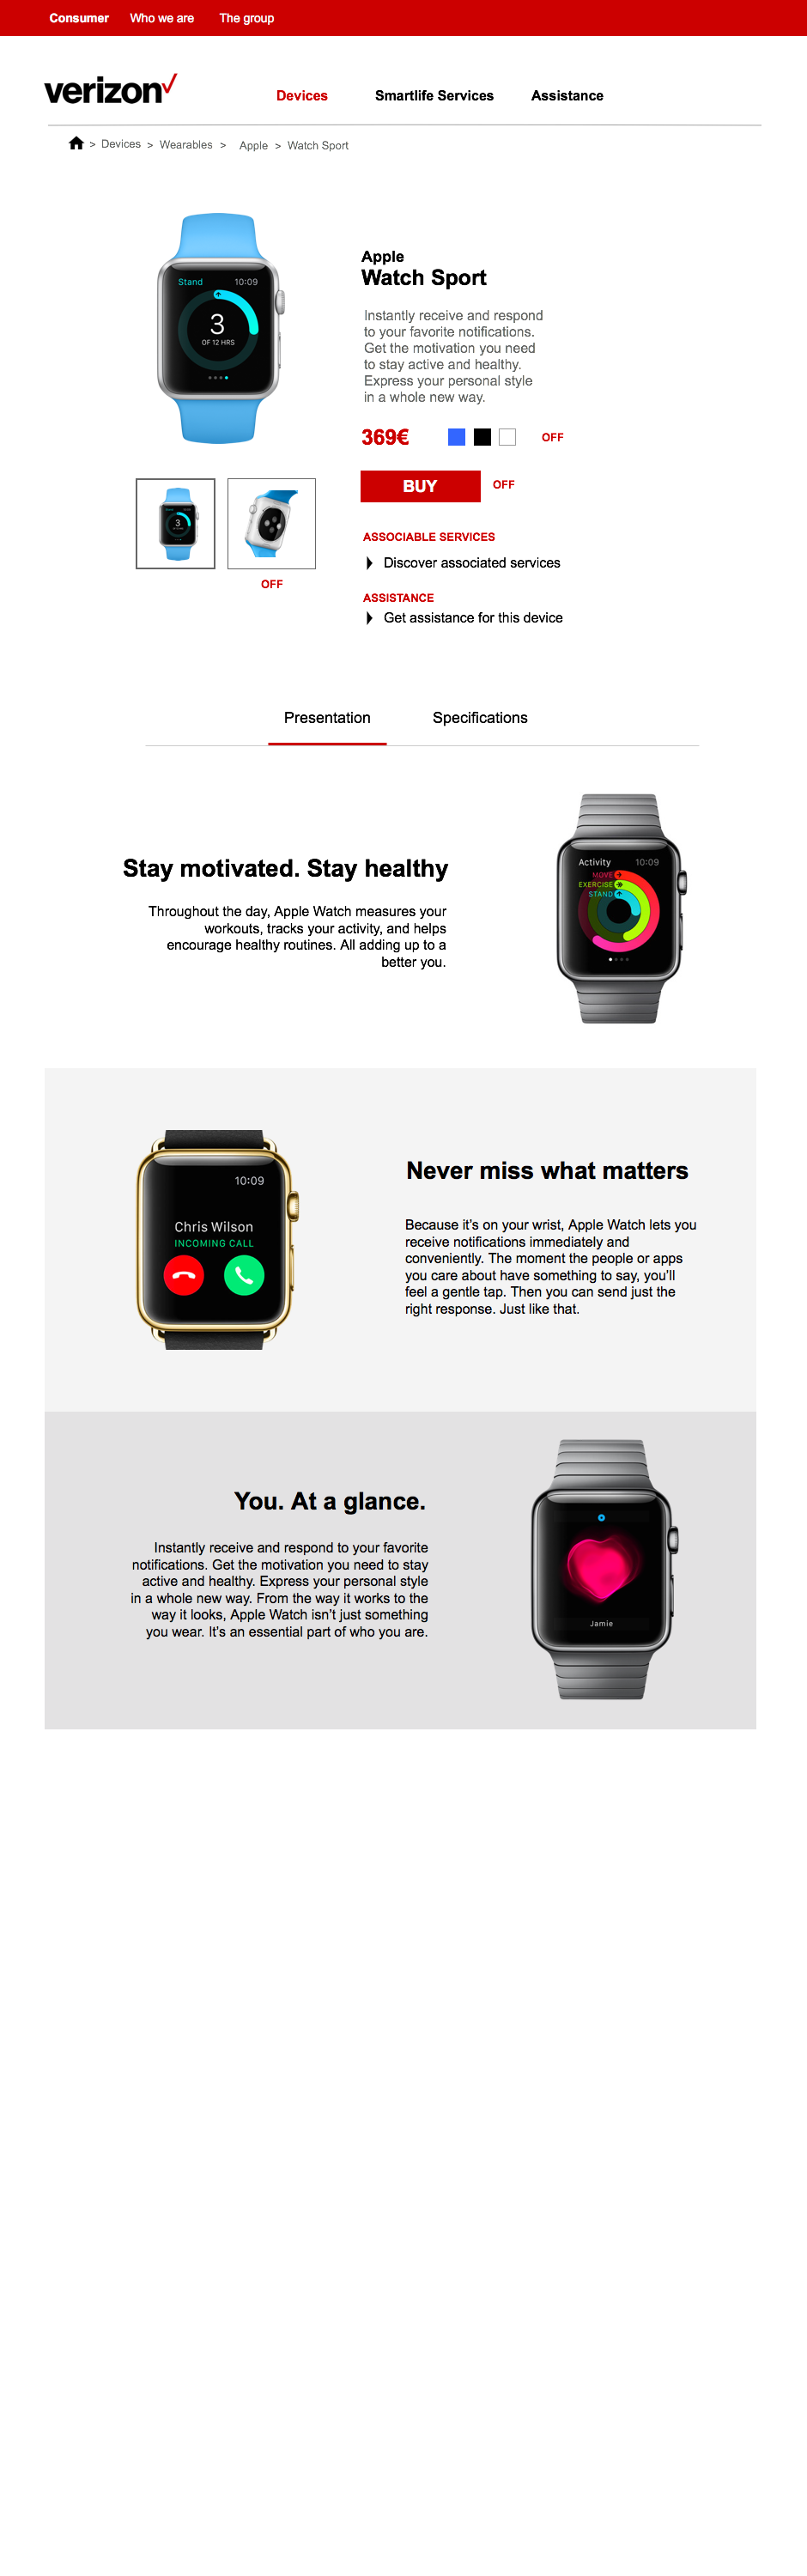 Consumer Who we are The group
verizon
Devices Smartlife Services Assistance
> Devices > Wearables > Apple > Watch Sport
Stand 10:09
3
OF 12 HRS
Apple
Watch Sport
Instantly receive and respond
to your favorite notifications.
Get the motivation you need
to stay active and healthy.
Express your personal style
in a whole new way.
369€
OFF
BUY
OFF
3
OFF
ASSOCIABLE SERVICES
Discover associated services
ASSISTANCE
Get assistance for this device
Presentation Specifications
Stay motivated. Stay healthy
Throughout the day, Apple Watch measures your
workouts, tracks your activity, and helps
encourage healthy routines. All adding up to a
better you.
Activity 10:09
MOVE
EXERCISE
STAND
10:09
Chris Wilson
INCOMING CALL
Never miss what matters
Because it’s on your wrist, Apple Watch lets you
receive notifications immediately and
conveniently. The moment the people or apps
you care about have something to say, you’ll
feel a gentle tap. Then you can send just the
right response. Just like that.
You. At a glance.
Instantly receive and respond to your favorite
notifications. Get the motivation you need to stay
active and healthy. Express your personal style
in a whole new way. From the way it works to the
way it looks, Apple Watch isn’t just something
you wear. It’s an essential part of who you are.
Jamie